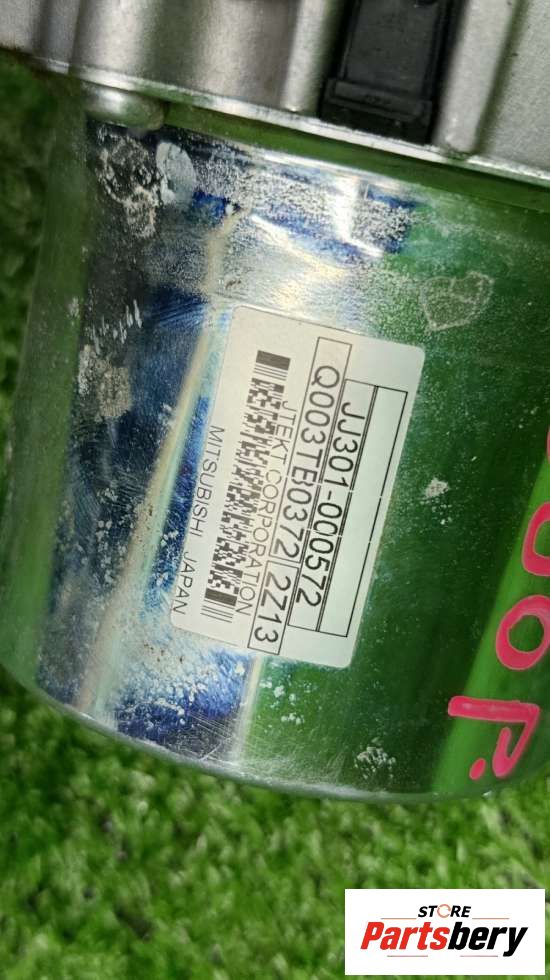 JJ301-000572
Q003TB0372 2Z13
JTEKT CORPORATION
MITSUBISHI JAPAN
STORE
Partsbery